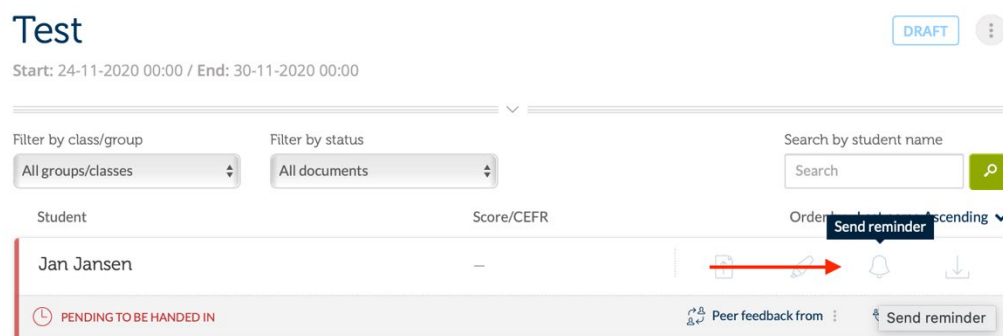 Test
DRAFT
Start: 24-11-2020 00:00 / End: 30-11-2020 00:00
Filter by class/group
Filter by status
Search by student name
All groups/classes
All documents
Search
Student
Score/CEFR
Order
Ascending
Send reminder
Jan Jansen
—
PENDING TO BE HANDED IN
Peer feedback from
Send reminder